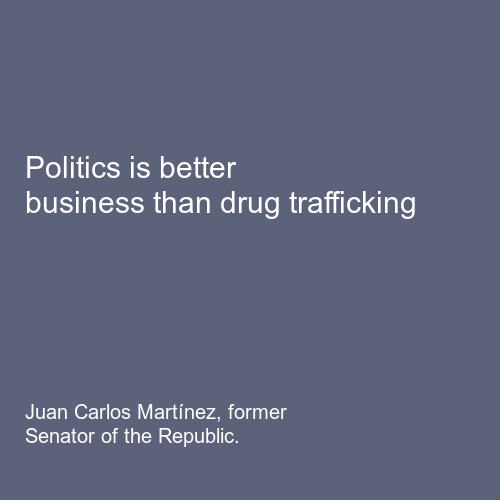 Politics is better
business than drug trafficking
Juan Carlos Martínez, former
Senator of the Republic.